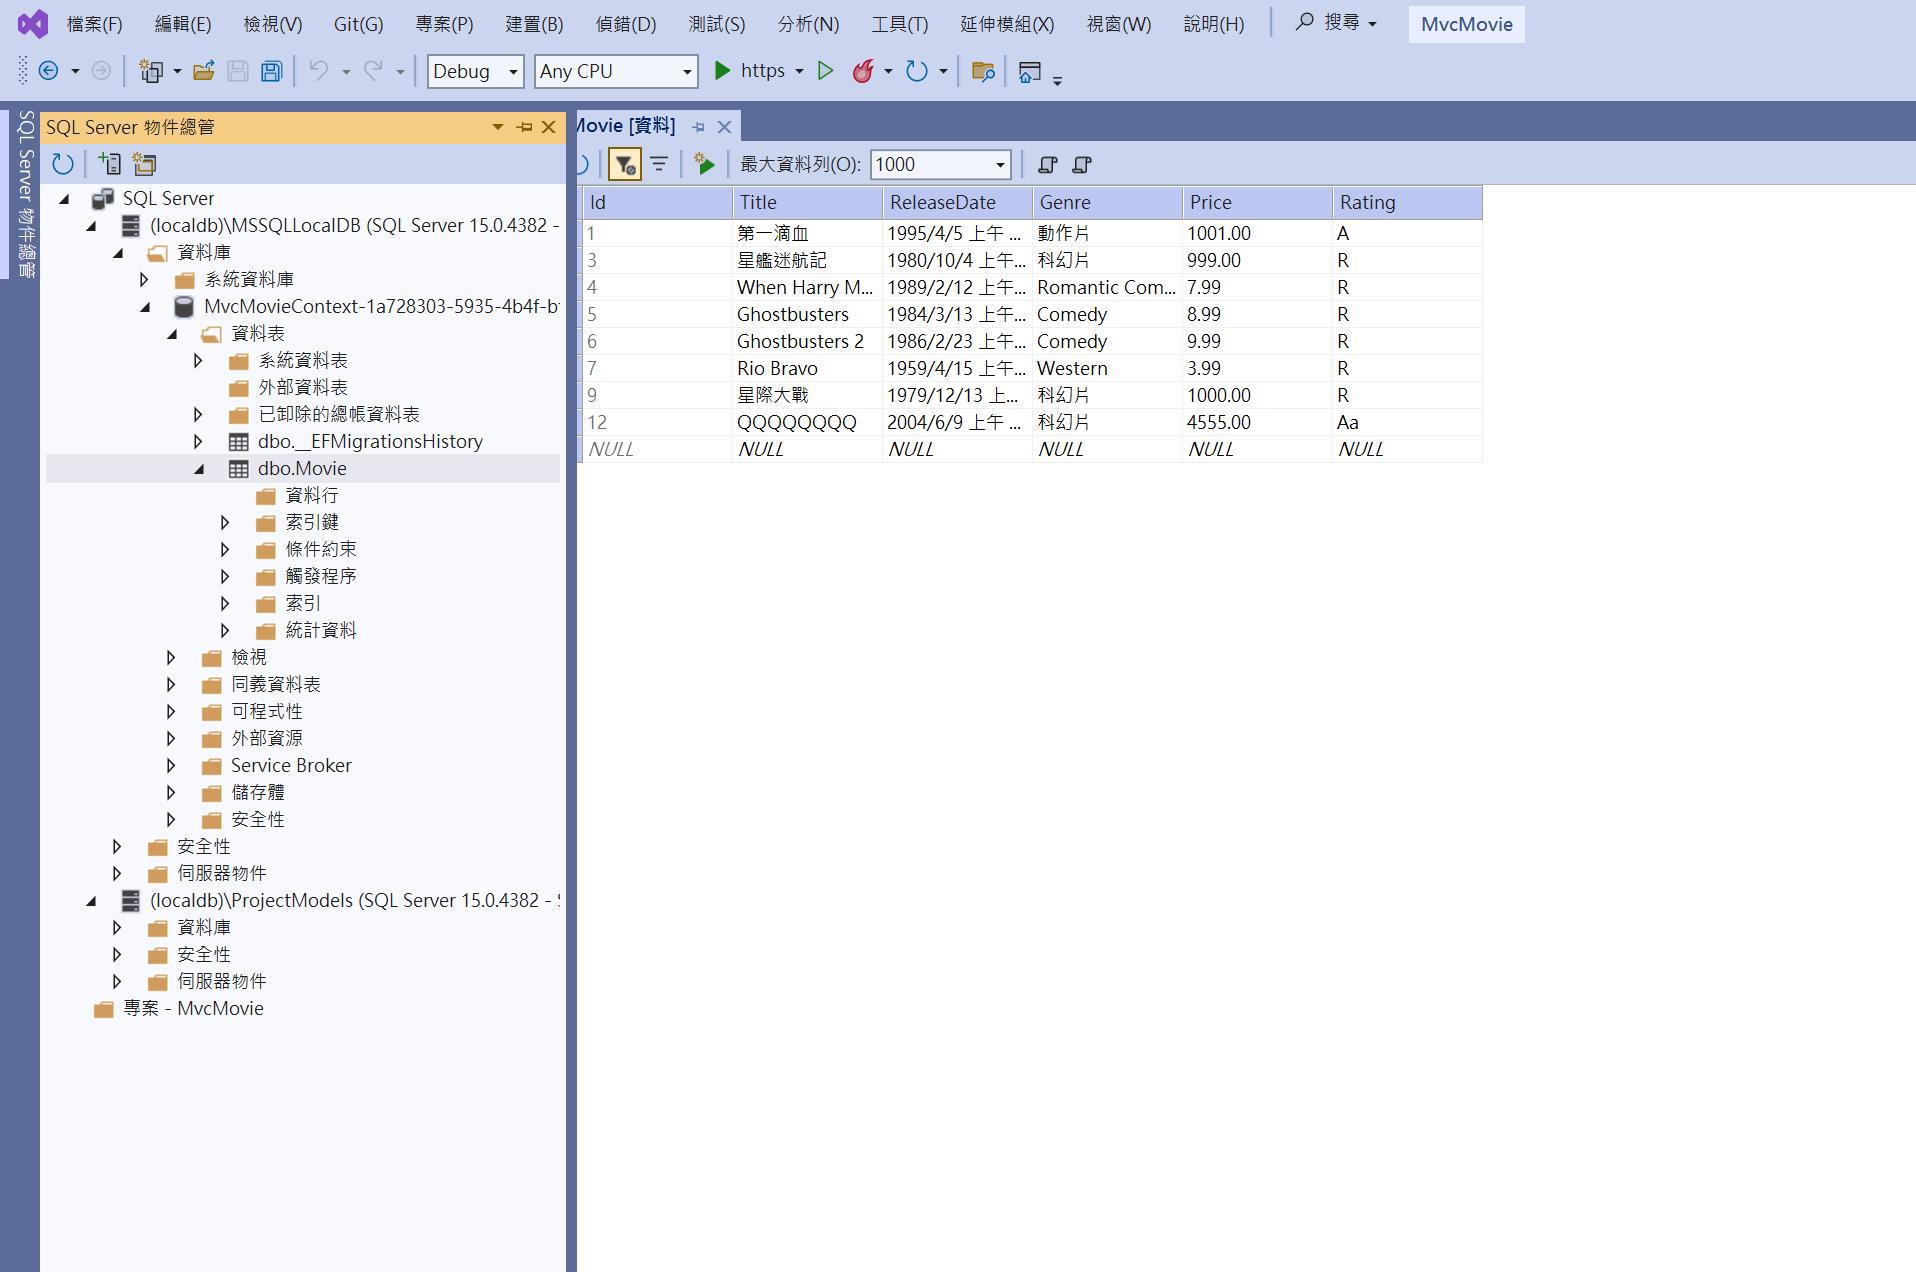 檔案(F) 編輯(E) 檢視(V) Git(G) 專案(P) 建置(B) 偵錯(D) 測試(S) 分析(N) 工具(T) 延伸模組(X) 視窗(W) 說明(H) 搜尋 MvcMovie
Debug Any CPU https
SQL Server 物件總管
SQL Server 物件總管
Movie [資料]
最大資料列(O): 1000
SQL Server
(localdb)\MSSQLLocalDB (SQL Server 15.0.4382 -
資料庫
系統資料庫
MvcMovieContext-1a728303-5935-4b4f-b
資料表
系統資料表
外部資料表
已卸除的總帳資料表
dbo.__EFMigrationsHistory
dbo.Movie
資料行
索引鍵
條件約束
觸發程序
索引
統計資料
檢視
同義資料表
可程式性
外部資源
Service Broker
儲存體
安全性
安全性
伺服器物件
(localdb)\ProjectModels (SQL Server 15.0.4382 - S
資料庫
安全性
伺服器物件
專案 - MvcMovie
Id Title ReleaseDate Genre Price Rating
1 第一滴血 1995/4/5 上午 ... 動作片 1001.00 A
3 星艦迷航記 1980/10/4 上午... 科幻片 999.00 R
4 When Harry M... 1989/2/12 上午... Romantic Com... 7.99 R
5 Ghostbusters 1984/3/13 上午... Comedy 8.99 R
6 Ghostbusters 2 1986/2/23 上午... Comedy 9.99 R
7 Rio Bravo 1959/4/15 上午... Western 3.99 R
9 星際大戰 1979/12/13 上... 科幻片 1000.00 R
12 QQQQQQQQ 2004/6/9 上午 ... 科幻片 4555.00 Aa
NULL NULL NULL NULL NULL NULL